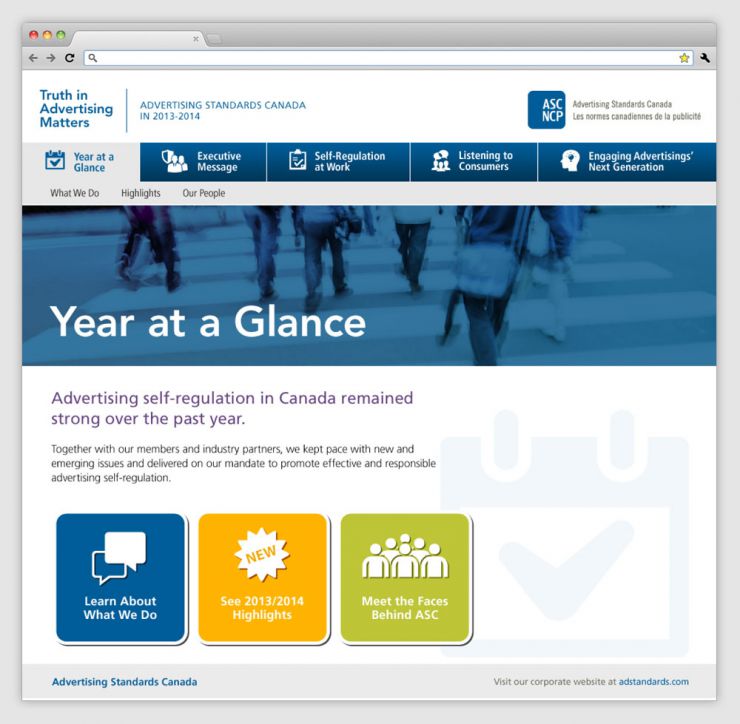 Truth in
Advertising
Matters
ADVERTISING STANDARDS CANADA
IN 2013-2014
ASC
NCP
Advertising Standards Canada
Les normes canadiennes de la publicité
Year at a
Glance
Executive
Message
Self-Regulation
at Work
Listening to
Consumers
Engaging Advertisings'
Next Generation
What We Do
Highlights
Our People
Year at a Glance
Advertising self-regulation in Canada remained
strong over the past year.
Together with our members and industry partners, we kept pace with new and
emerging issues and delivered on our mandate to promote effective and responsible
advertising self-regulation.
Learn About
What We Do
NEW
See 2013/2014
Highlights
Meet the Faces
Behind ASC
Advertising Standards Canada
Visit our corporate website at adstandards.com